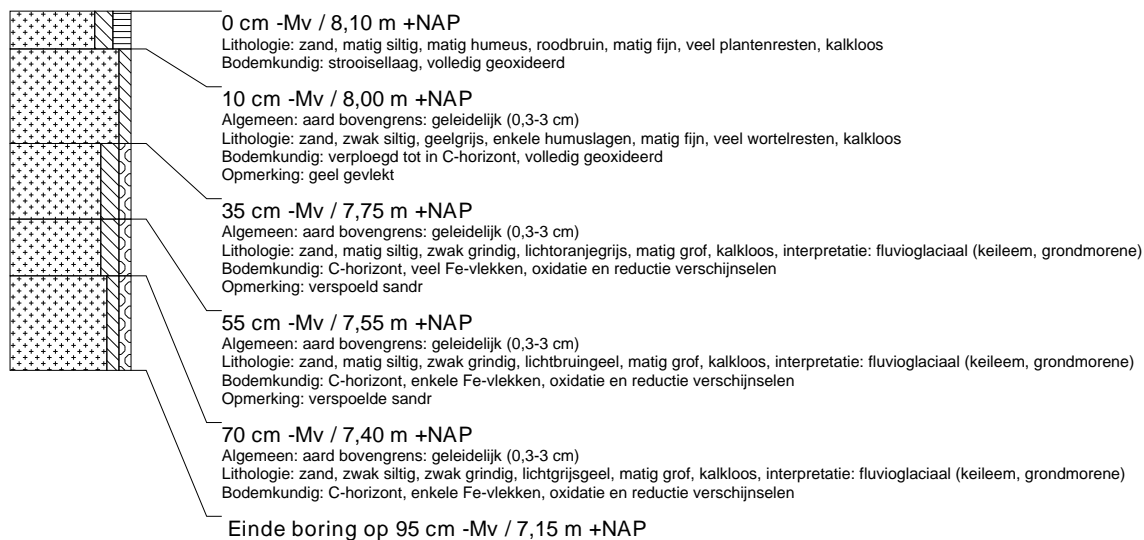 0 cm -Mv / 8,10 m +NAP
Lithologie: zand, matig siltig, matig humeus, roodbruin, matig fijn, veel plantenresten, kalkloos
Bodemkundig: strooisellaag, volledig geoxideerd
10 cm -Mv / 8,00 m +NAP
Algemeen: aard bovengrens: geleidelijk (0,3-3 cm)
Lithologie: zand, zwak siltig, geelgrijs, enkele humuslagen, matig fijn, veel wortelresten, kalkloos
Bodemkundig: verploegd tot in C-horizont, volledig geoxideerd
Opmerking: geel gevlekt
35 cm -Mv / 7,75 m +NAP
Algemeen: aard bovengrens: geleidelijk (0,3-3 cm)
Lithologie: zand, matig siltig, zwak grindig, lichtoranjegrijs, matig grof, kalkloos, interpretatie: fluvioglaciaal (keileem, grondmorene)
Bodemkundig: C-horizont, veel Fe-vlekken, oxidatie en reductie verschijnselen
Opmerking: verspoeld sandr
55 cm -Mv / 7,55 m +NAP
Algemeen: aard bovengrens: geleidelijk (0,3-3 cm)
Lithologie: zand, matig siltig, zwak grindig, lichtbruingeel, matig grof, kalkloos, interpretatie: fluvioglaciaal (keileem, grondmorene)
Bodemkundig: C-horizont, enkele Fe-vlekken, oxidatie en reductie verschijnselen
Opmerking: verspoelde sandr
70 cm -Mv / 7,40 m +NAP
Algemeen: aard bovengrens: geleidelijk (0,3-3 cm)
Lithologie: zand, zwak siltig, zwak grindig, lichtgrijsgeel, matig grof, kalkloos, interpretatie: fluvioglaciaal (keileem, grondmorene)
Bodemkundig: C-horizont, enkele Fe-vlekken, oxidatie en reductie verschijnselen
Einde boring op 95 cm -Mv / 7,15 m +NAP